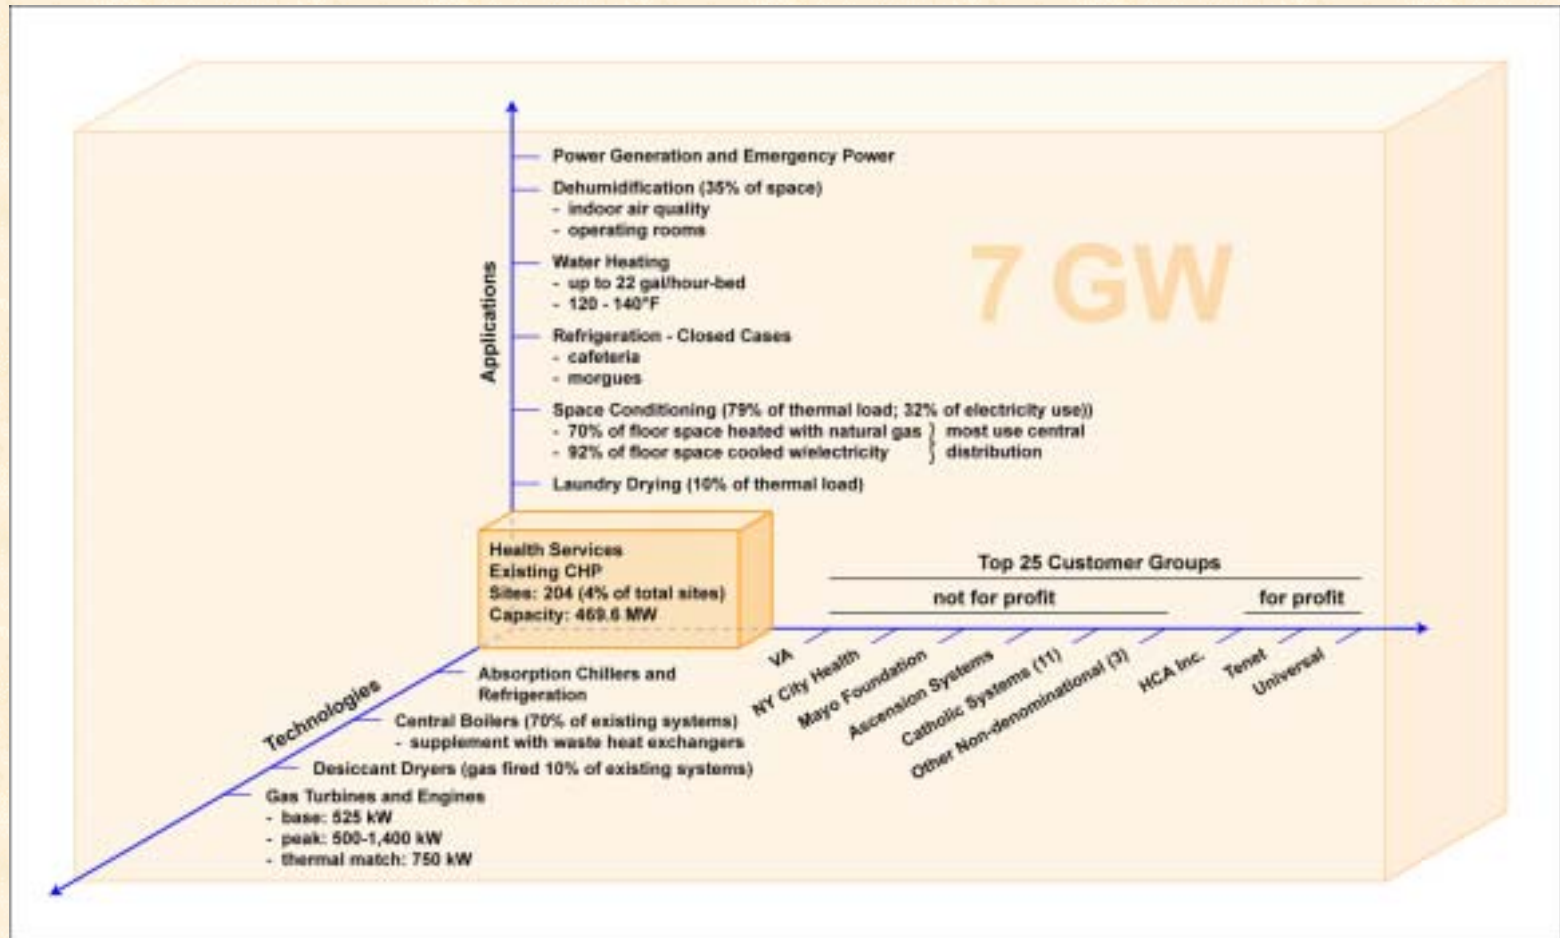 Power Generation and Emergency Power
Dehumidification (35% of space)
- indoor air quality
- operating rooms
Water Heating
- up to 22 gal/hour-bed
- 120 - 140°F
Refrigeration - Closed Cases
- cafeteria
- morgues
Space Conditioning (79% of thermal load; 32% of electricity use))
- 70% of floor space heated with natural gas } most use central
- 92% of floor space cooled w/electricity } distribution
Laundry Drying (10% of thermal load)
Applications
7 GW
Health Services
Existing CHP
Sites: 204 (4% of total sites)
Capacity: 469.6 MW
Top 25 Customer Groups
not for profit
for profit
VA
NY City Health
Mayo Foundation
Ascension Systems
Catholic Systems (11)
Other Non-denominational (3)
HCA Inc.
Tenet
Universal
Technologies
Absorption Chillers and
Refrigeration
Central Boilers (70% of existing systems)
- supplement with waste heat exchangers
Desiccant Dryers (gas fired 10% of existing systems)
Gas Turbines and Engines
- base: 525 kW
- peak: 500-1,400 kW
- thermal match: 750 kW